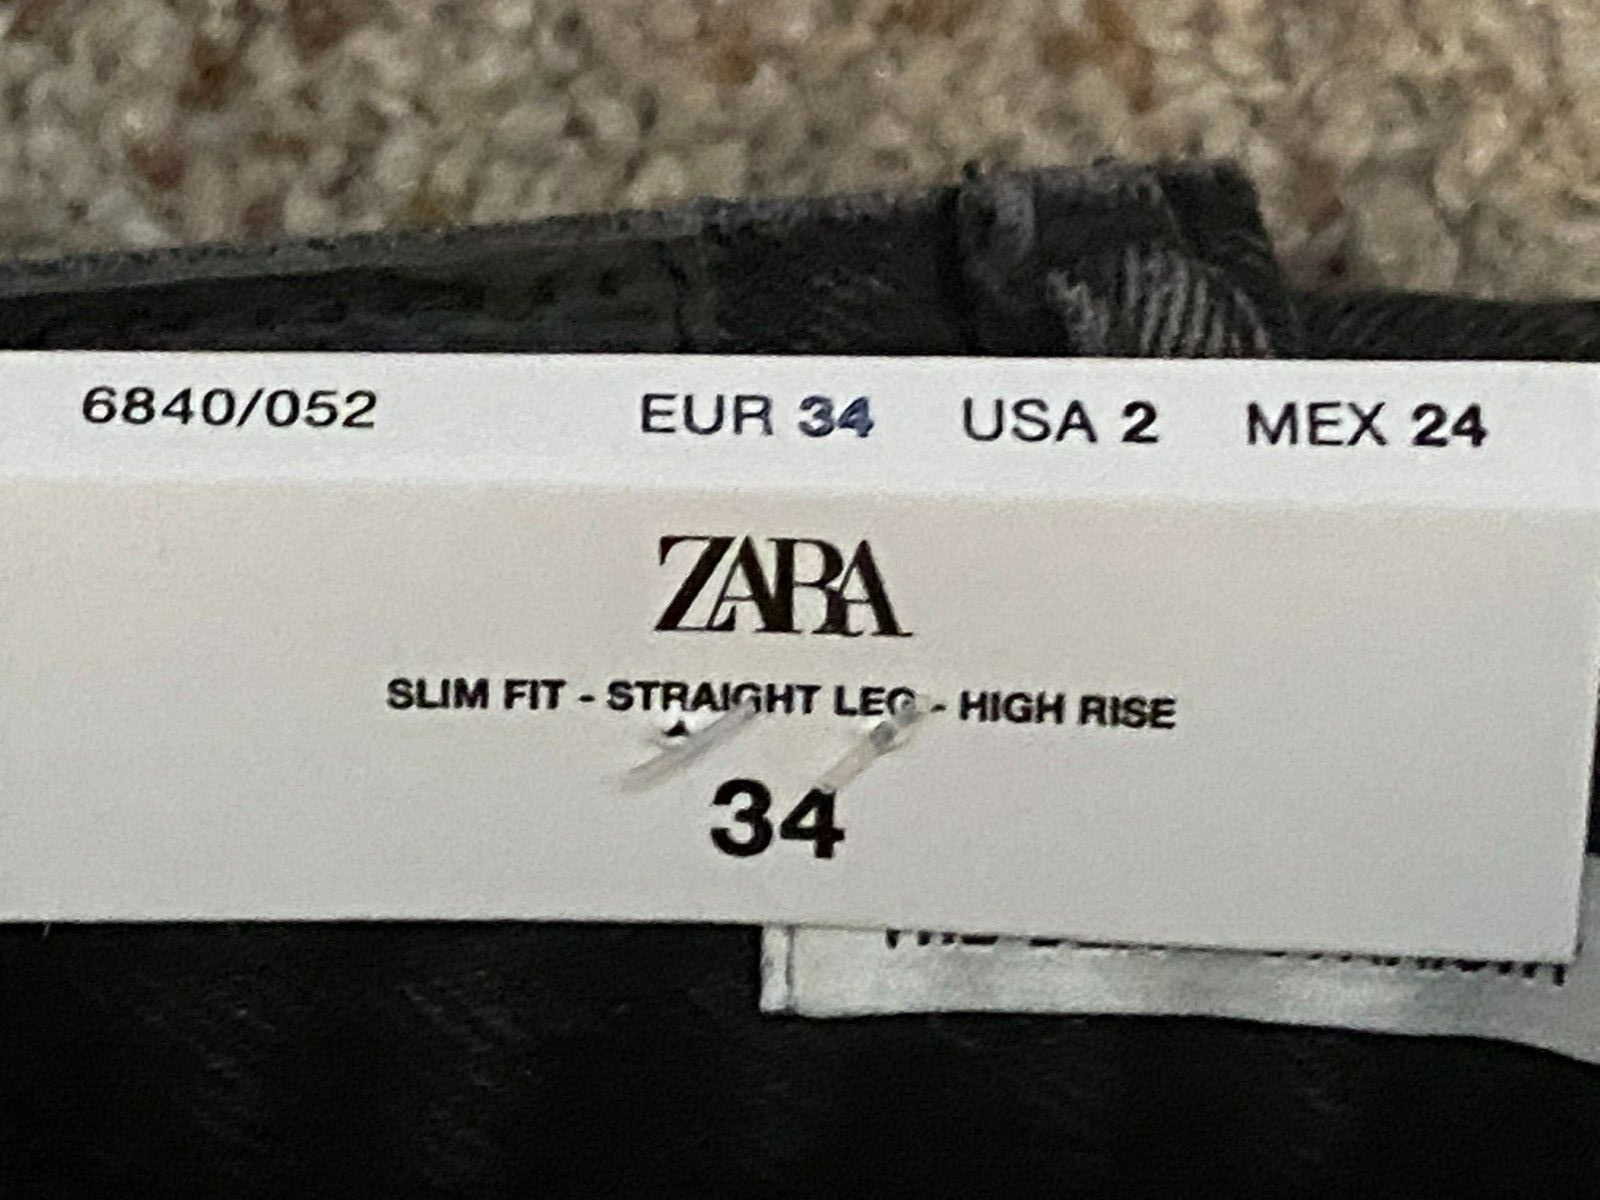 6840/052 EUR 34 USA 2 MEX 24
ZARA
SLIM FIT - STRAIGHT LEG - HIGH RISE
34